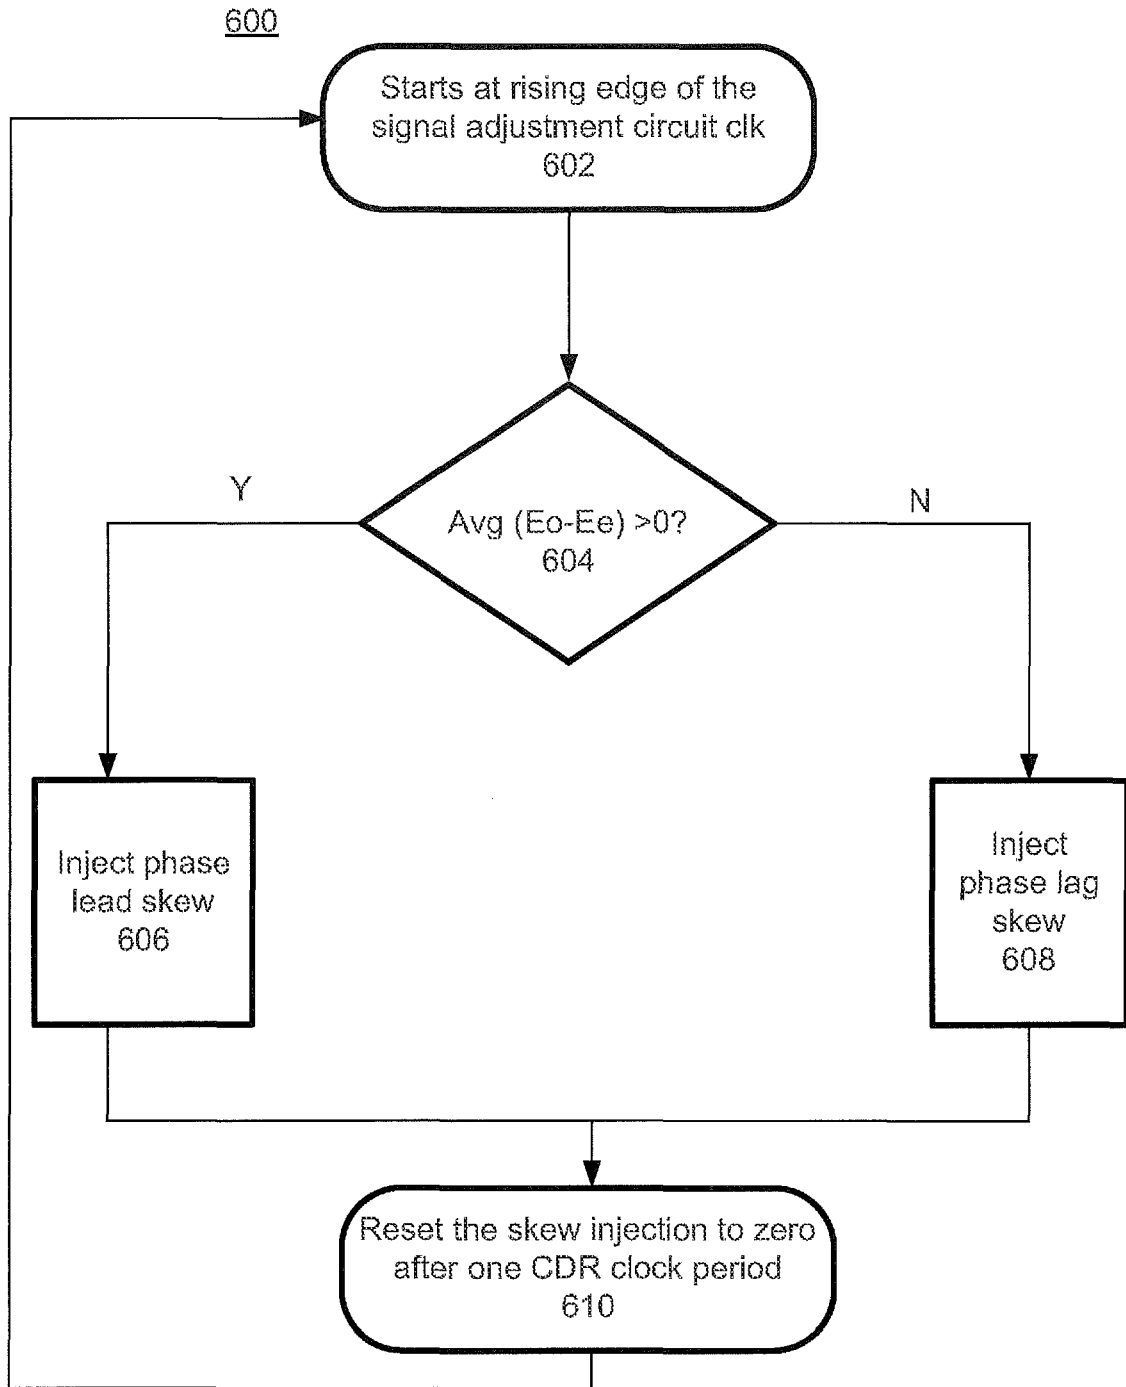 600
Starts at rising edge of the
signal adjustment circuit clk
602
Y
N
Avg (Eo-Ee) >0?
604
Inject phase
lead skew
606
Inject
phase lag
skew
608
Reset the skew injection to zero
after one CDR clock period
610